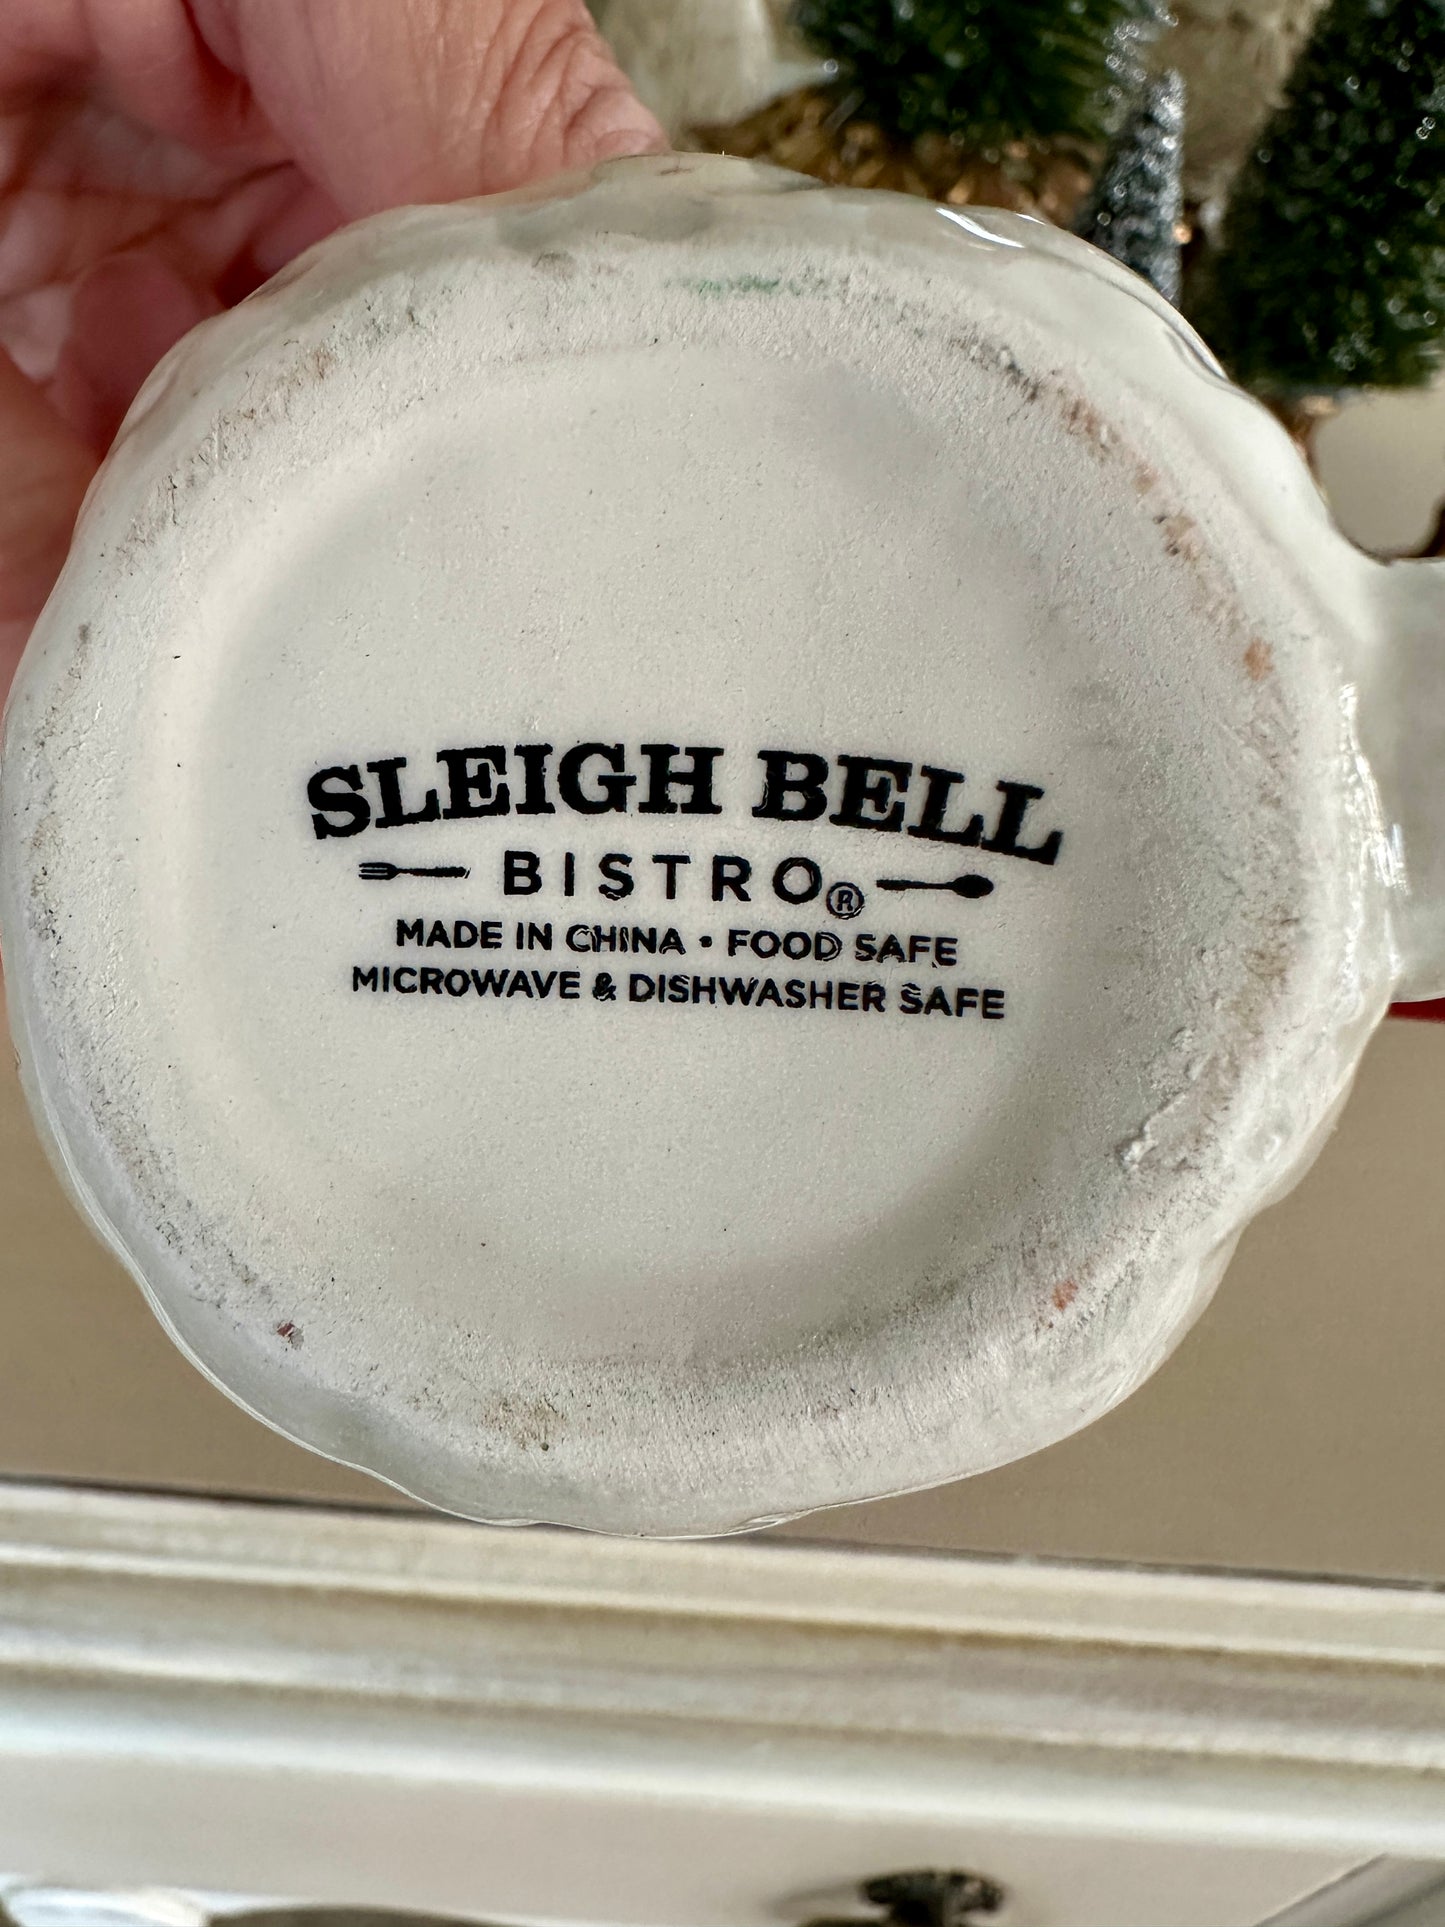 SLEIGH BELL
BISTRO®
MADE IN CHINA • FOOD SAFE
MICROWAVE & DISHWASHER SAFE